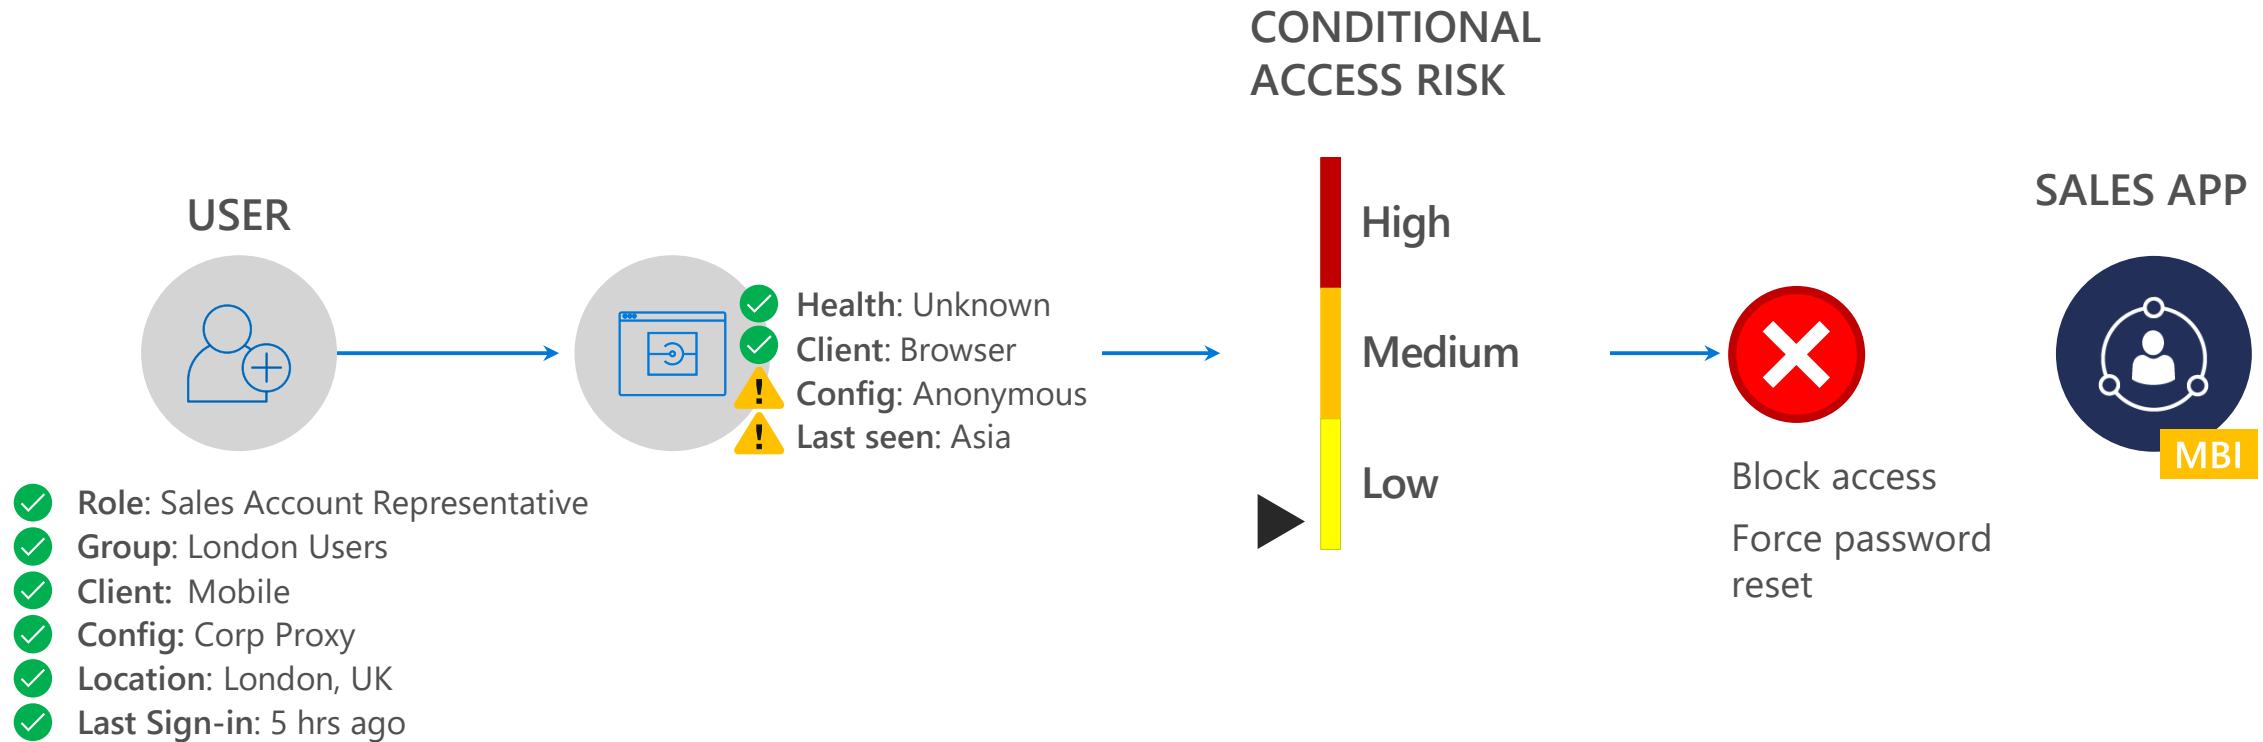 CONDITIONAL
ACCESS RISK
USER
SALES APP
High
Medium
Low
Health: Unknown
Client: Browser
Config: Anonymous
Last seen: Asia
MBI
Block access
Force password
reset
Role: Sales Account Representative
Group: London Users
Client: Mobile
Config: Corp Proxy
Location: London, UK
Last Sign-in: 5 hrs ago